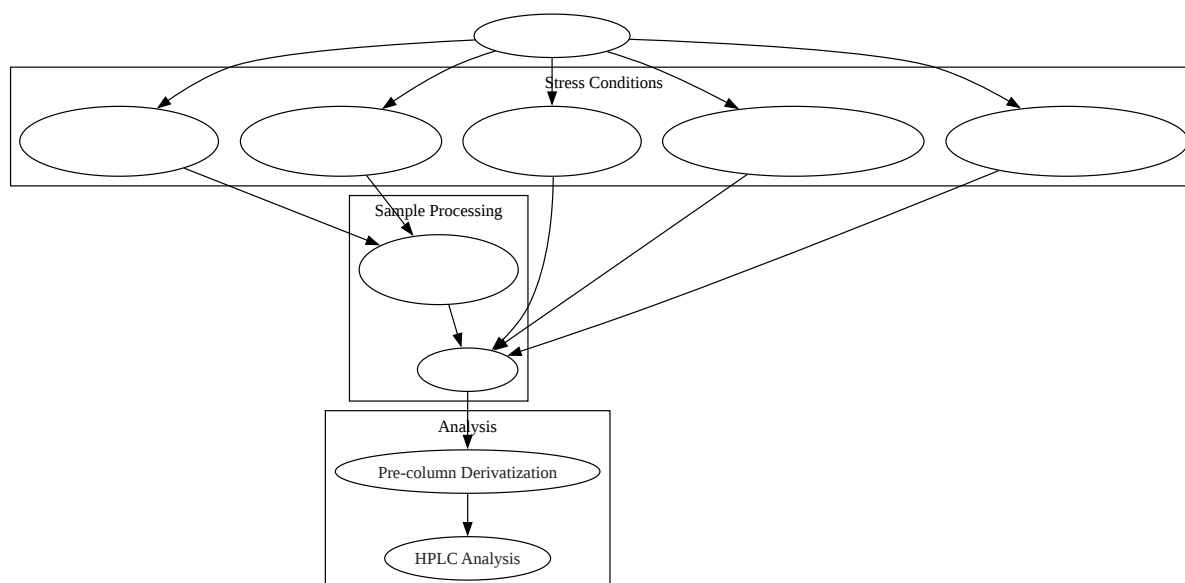 Stress Conditions
Sample Processing
Analysis
Pre-column Derivatization
HPLC Analysis